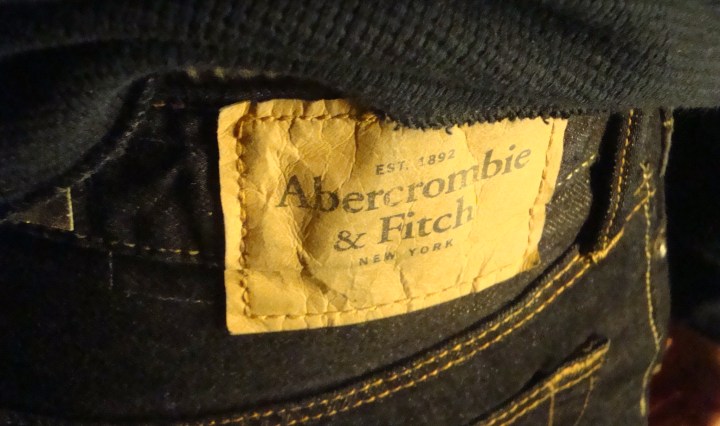 EST. 1892
Abercrombie
& Fitch
NEW YORK